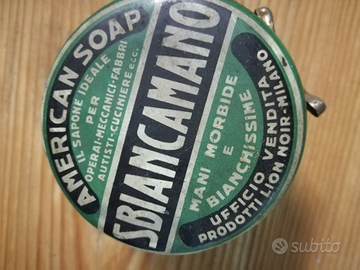 AMERICAN SOAP
IL SAPONE IDEALE
PER
OPERAI-MECCANICI-FABBRI
AUTISTI-CUCINIERE ecc.
SBIANCAMANO
MANI MORBIDE
E
BIANCHISSIME
UFFICIO VENDITA
PRODOTTI LION NOIR-MILANO
subito